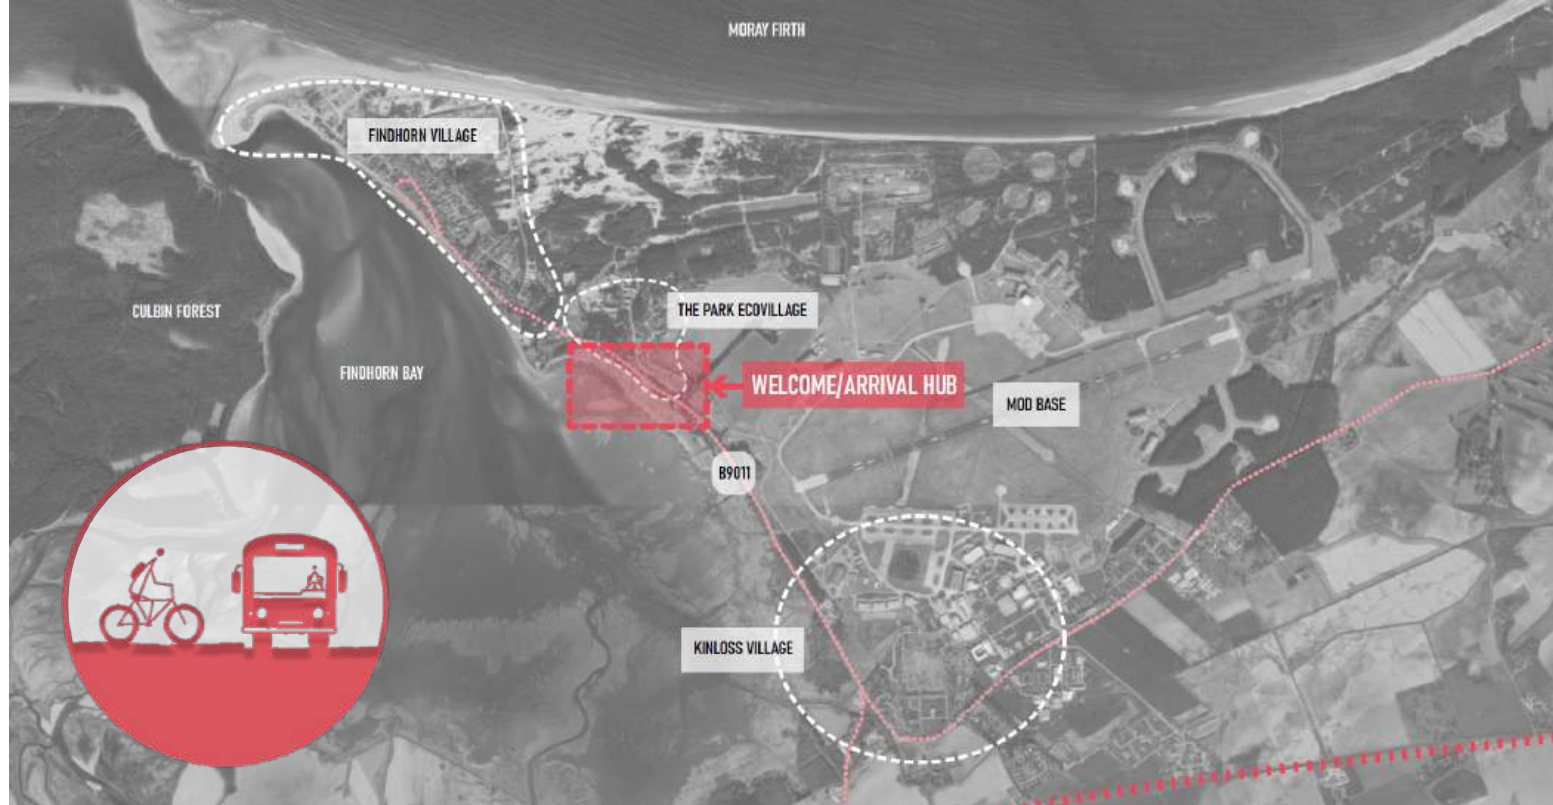 MORAY FIRTH
FINDHORN VILLAGE
THE PARK ECOVILLAGE
CULBIN FOREST
FINDHORN BAY
WELCOME/ARRIVAL HUB
MOD BASE
B9011
KINLOSS VILLAGE